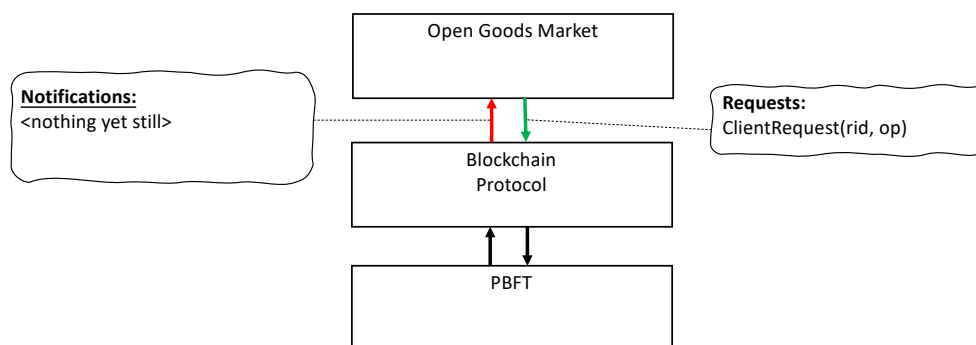 Open Goods Market
Notifications:
<nothing yet still>
Requests:
ClientRequest(rid, op)
Blockchain
Protocol
PBFT